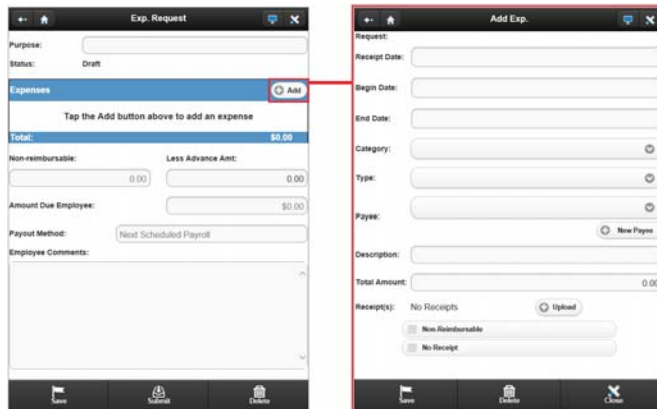 Exp. Request
Purpose:
Status: Draft
Expenses Add
Tap the Add button above to add an expense
Total: $0.00
Non-reimbursable: Less Advance Amt:
0.00 0.00
Amount Due Employee: $0.00
Payout Method: Next Scheduled Payroll
Employee Comments:
Save Submit Delete
Add Exp.
Request:
Receipt Date:
Begin Date:
End Date:
Category:
Type:
Payee:
New Payee
Description:
Total Amount: 0.00
Receipt(s): No Receipts Upload
Non-Reimbursable
No Receipt
Save Delete Close